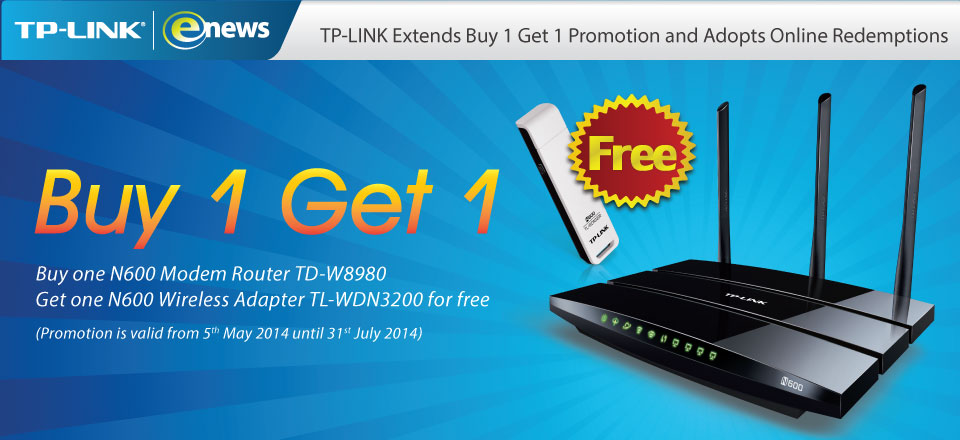 TP-LINK® | enews
TP-LINK Extends Buy 1 Get 1 Promotion and Adopts Online Redemptions
Free
Buy 1 Get 1
Buy one N600 Modem Router TD-W8980
Get one N600 Wireless Adapter TL-WDN3200 for free
(Promotion is valid from 5th May 2014 until 31st July 2014)
TP-LINK
TP-LINK
N600